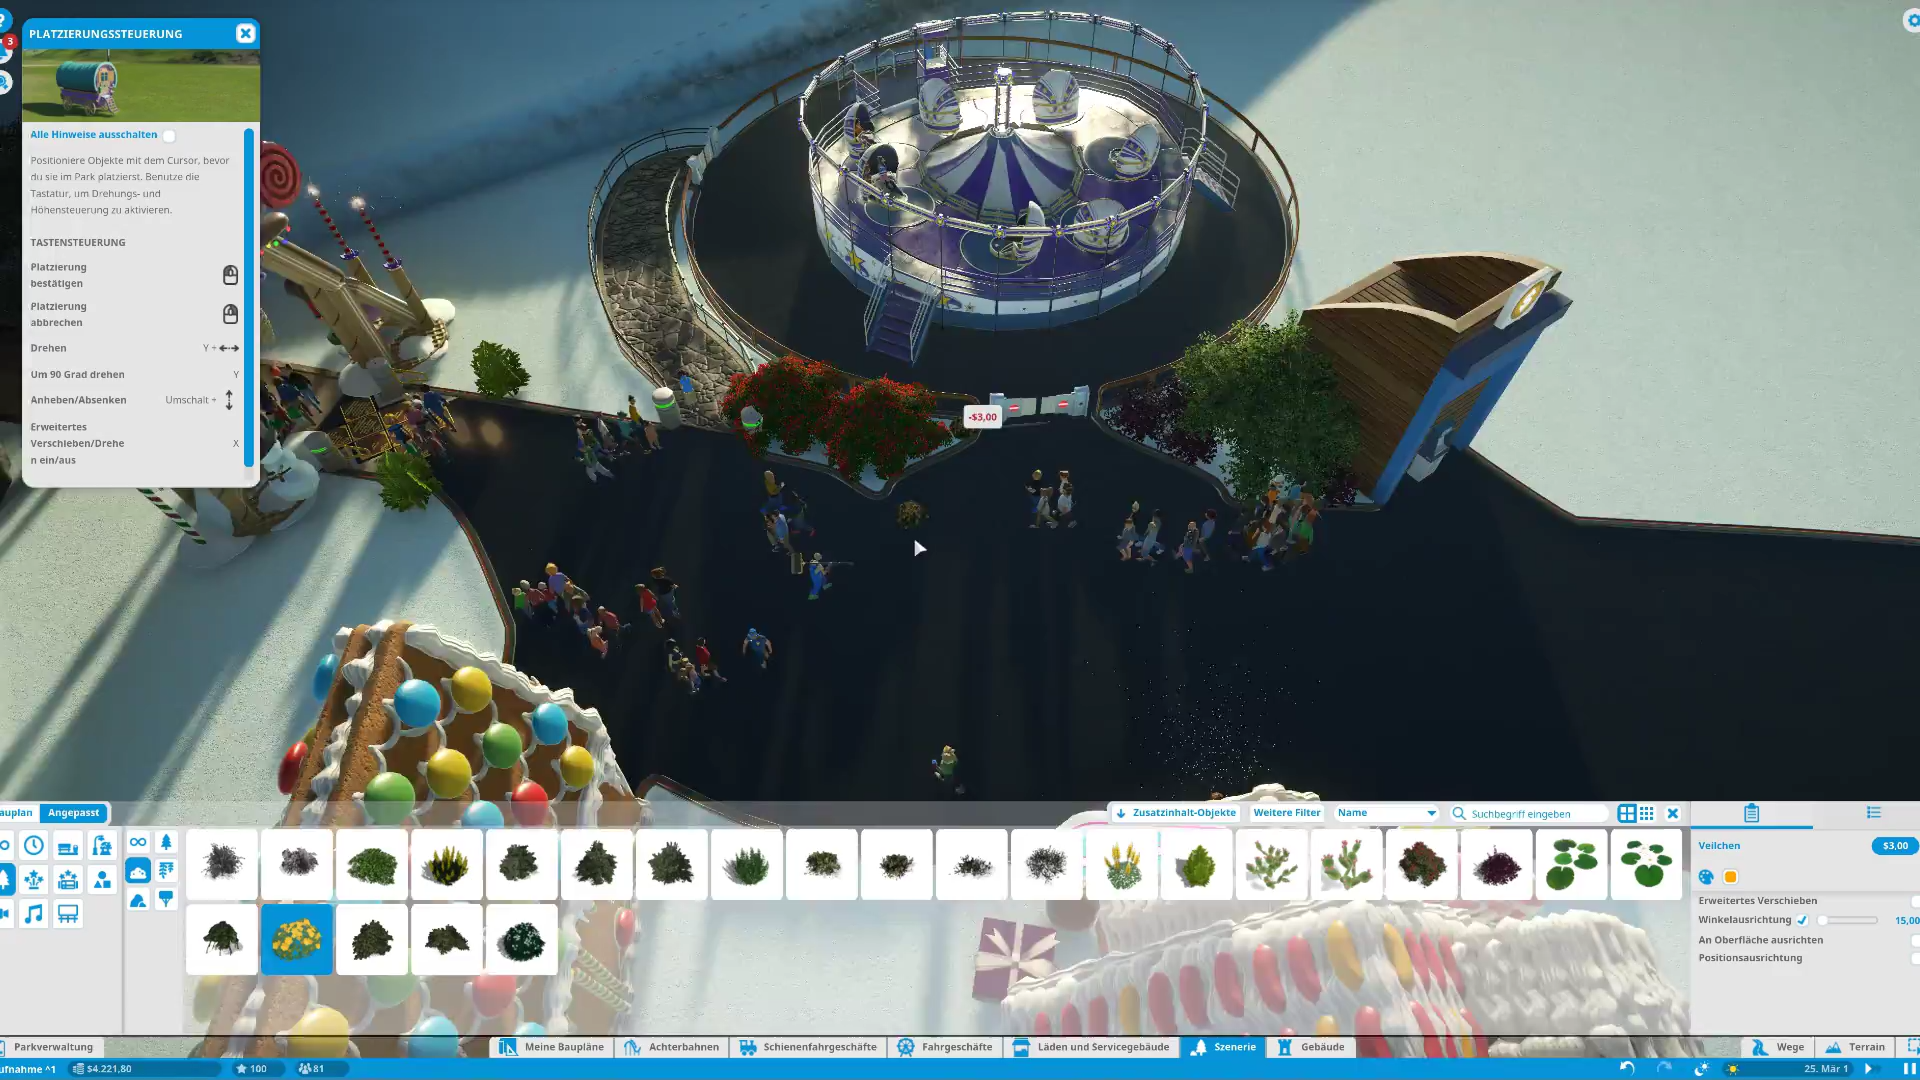 ?
PLATZIERUNGSSTEUERUNG
3
Alle Hinweise ausschalten
Positioniere Objekte mit dem Cursor, bevor
du sie im Park platzierst. Benutze die
Tastatur, um Drehungs- und
Höhensteuerung zu aktivieren.
TASTENSTEUERUNG
Platzierung
bestätigen
Platzierung
abbrechen
Drehen Y +
Um 90 Grad drehen Y
Anheben/Absenken Umschalt +
Erweitertes
Verschieben/Drehe X
n ein/aus
-$3,00
auplan Angepasst
Zusatzinhalt-Objekte Weitere Filter Name Suchbegriff eingeben
Veilchen $3,00
Erweitertes Verschieben
Winkelausrichtung 15,00
An Oberfläche ausrichten
Positionsausrichtung
Parkverwaltung Meine Baupläne Achterbahnen Schienenfahrgeschäfte Fahrgeschäfte Läden und Servicegebäude Szenerie Gebäude Wege Terrain
ufnahme ^1 $4.221,80 100 81 25. Mär 1